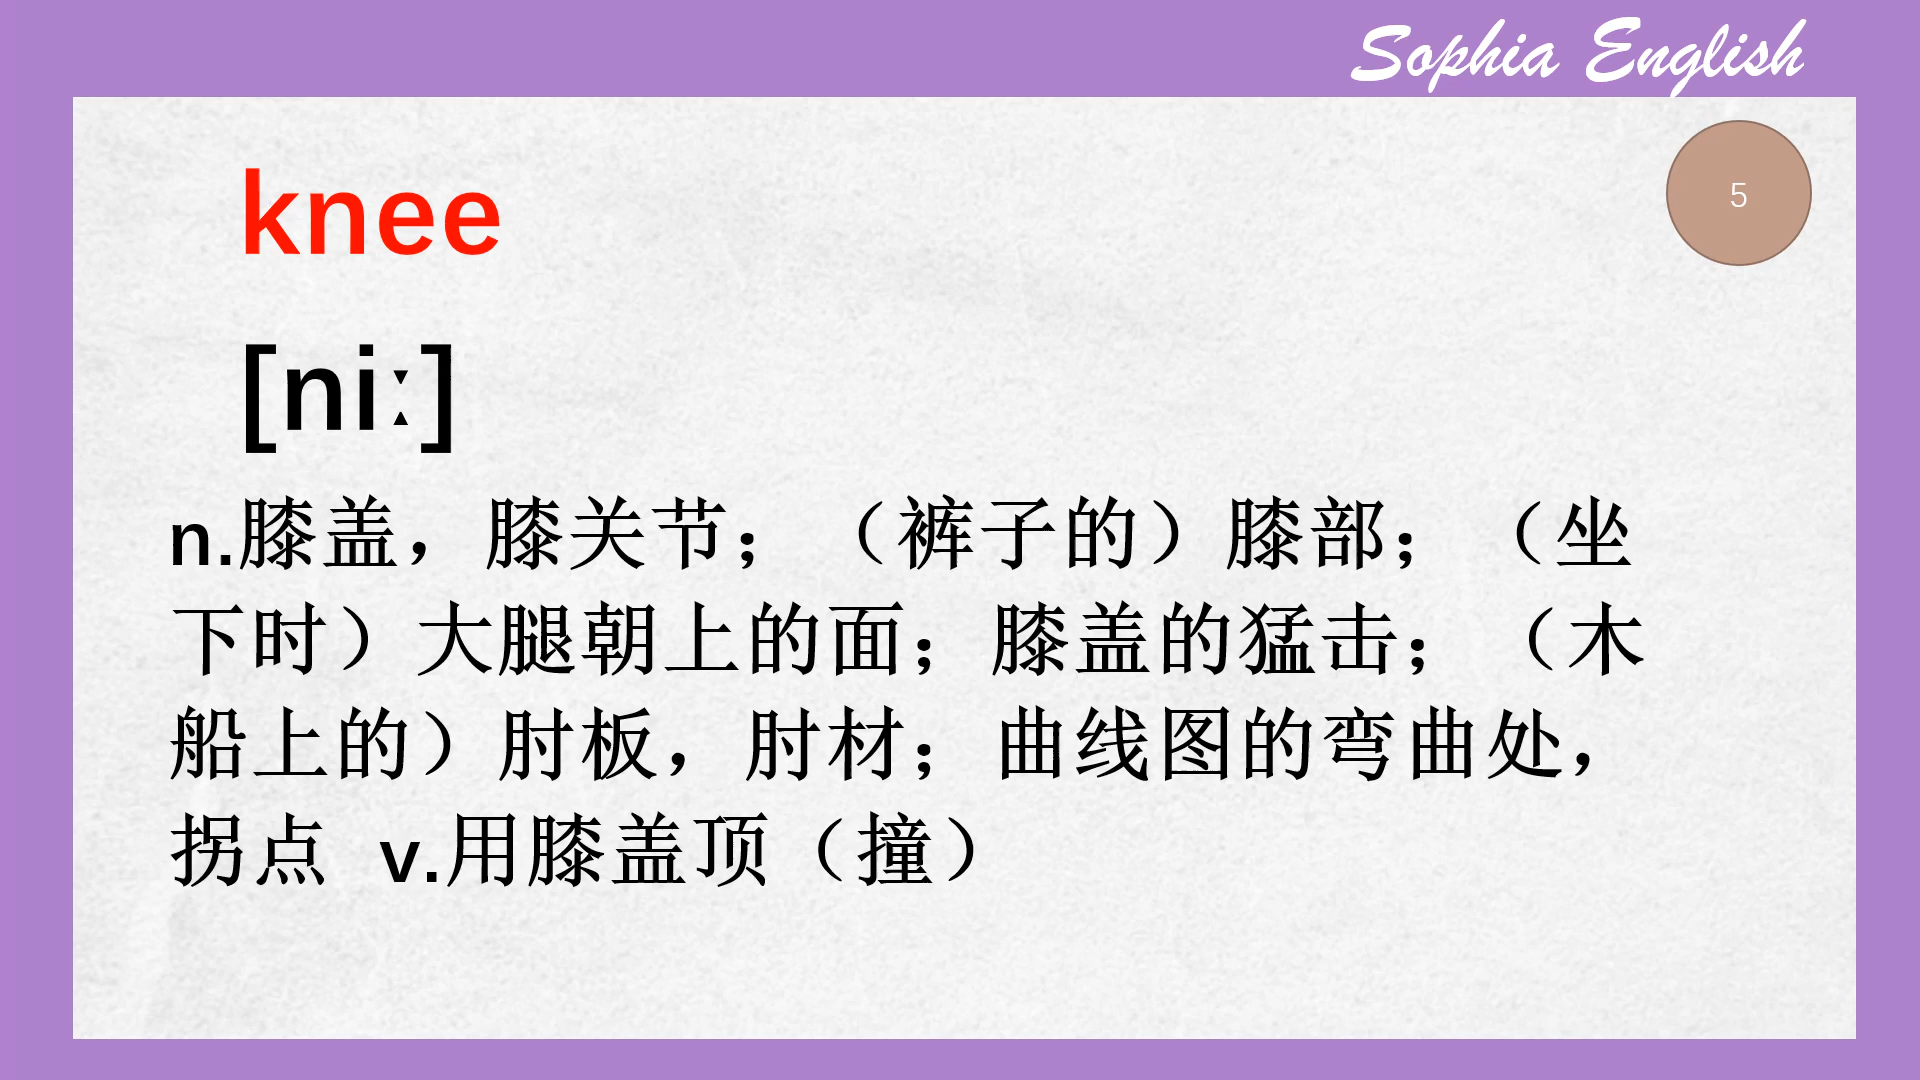 Sophia English
5
knee
[niː]
n.膝盖，膝关节；（裤子的）膝部；（坐
下时）大腿朝上的面；膝盖的猛击；（木
船上的）肘板，肘材；曲线图的弯曲处，
拐点 v.用膝盖顶（撞）